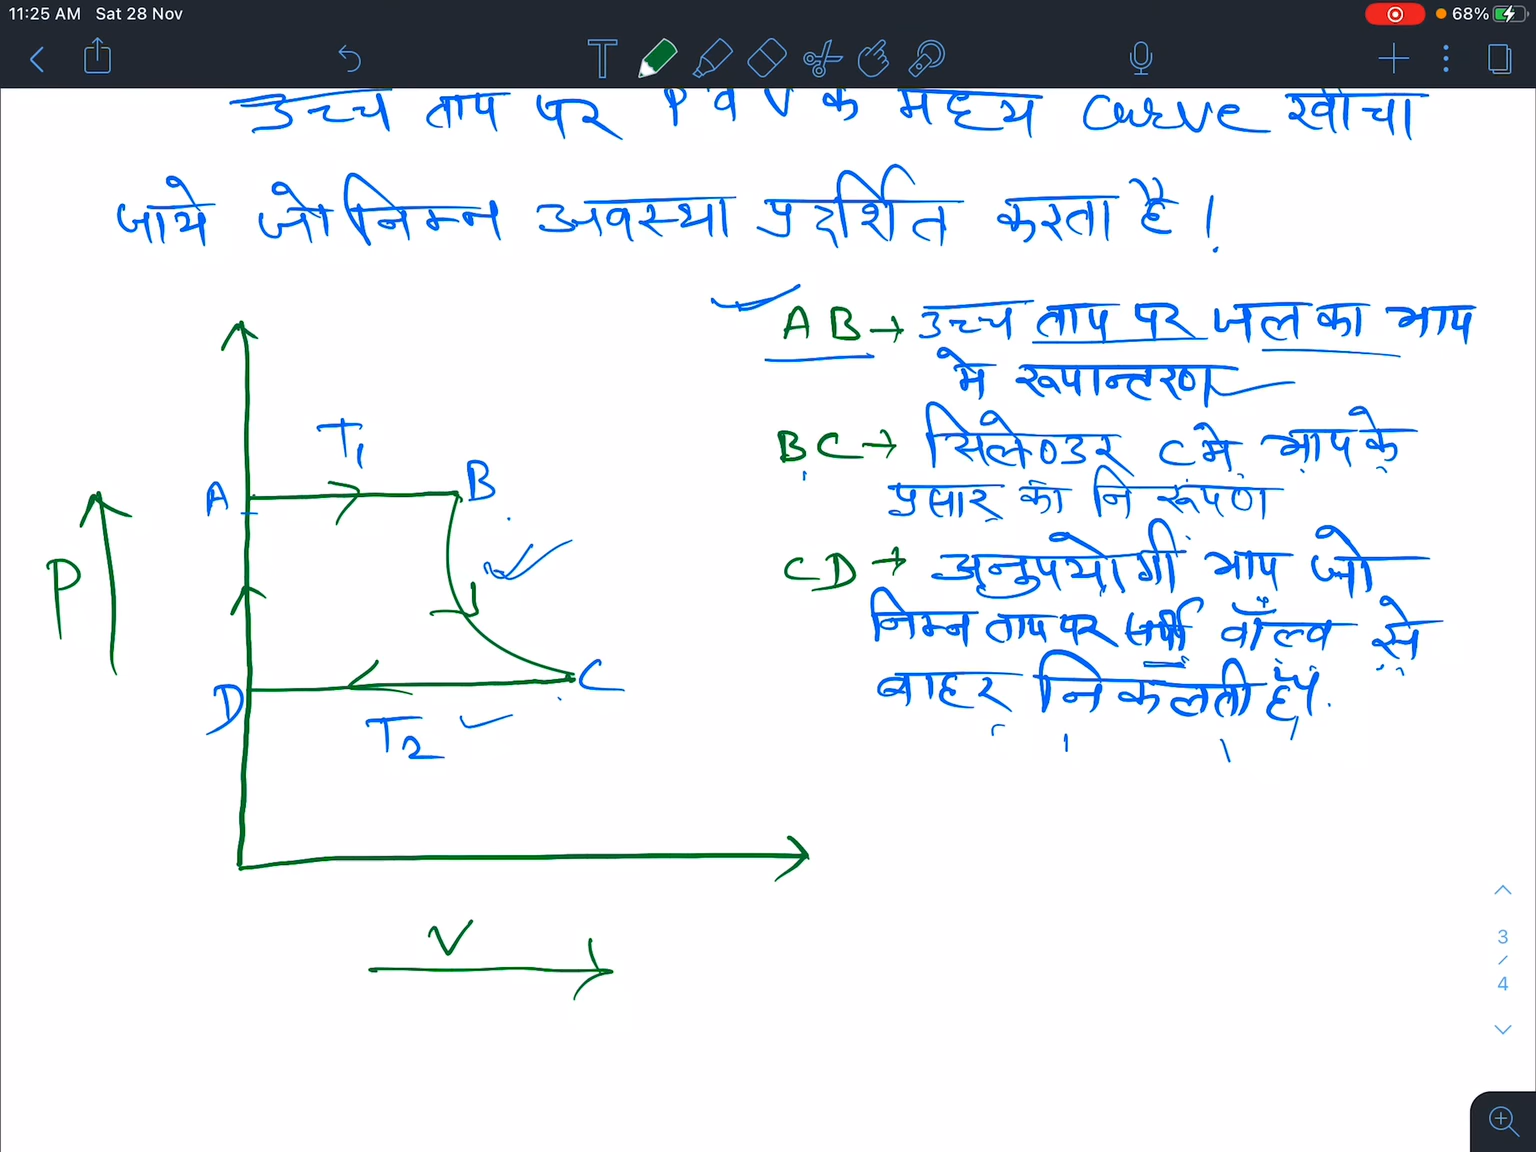 11:25 AM Sat 28 Nov
68%
उच्च ताप पर P व V के मध्य Curve खींचा
जाये जो निम्न अवस्था प्रदर्शित करता है।
AB → उच्च ताप पर जल का भाप
मे रूपान्तरण
BC → सिलेण्डर C मे भाप के
प्रसार का निरूपण
CD → अनुपयोगी भाप जो
निम्न ताप पर वॉल्व से
बाहर निकलती है
T1
A
B
P
C
D
T2
V
3
/
4